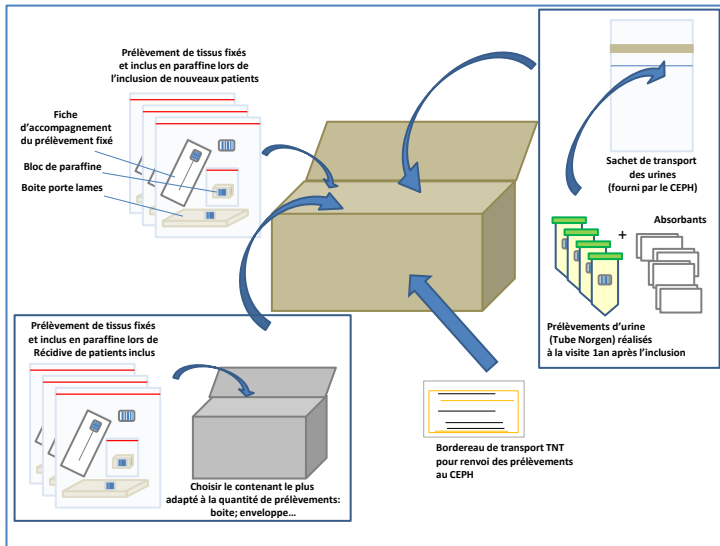 Prélèvement de tissus fixés
et inclus en paraffine lors de
l'inclusion de nouveaux patients
Fiche
d'accompagnement
du prélèvement fixé
Bloc de paraffine
Boite porte lames
Sachet de transport
des urines
(fourni par le CEPH)
Absorbants
+
Prélèvements d'urine
(Tube Norgen) réalisés
à la visite 1an après l'inclusion
Prélèvement de tissus fixés
et inclus en paraffine lors de
Récidive de patients inclus
Choisir le contenant le plus
adapté à la quantité de prélèvements:
boite; enveloppe…
Bordereau de transport TNT
pour renvoi des prélèvements
au CEPH